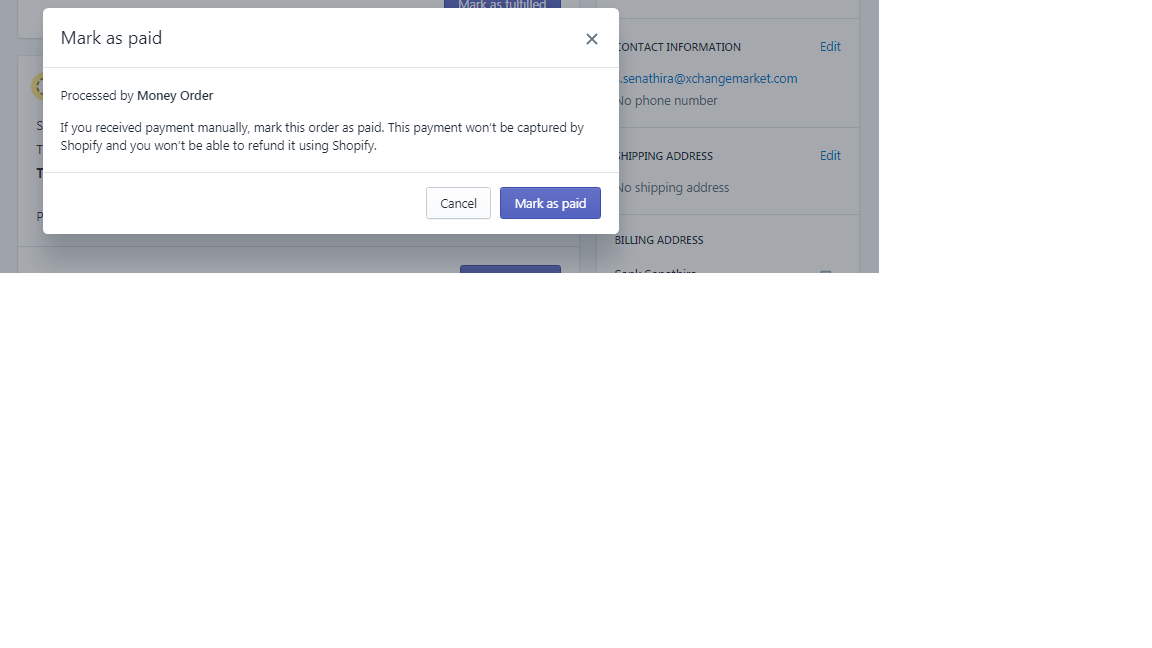 Mark as fulfilled
Mark as paid
Processed by Money Order
If you received payment manually, mark this order as paid. This payment won't be captured by
Shopify and you won't be able to refund it using Shopify.
Cancel
Mark as paid
CONTACT INFORMATION
Edit
.senathira@xchangemarket.com
No phone number
SHIPPING ADDRESS
Edit
No shipping address
BILLING ADDRESS